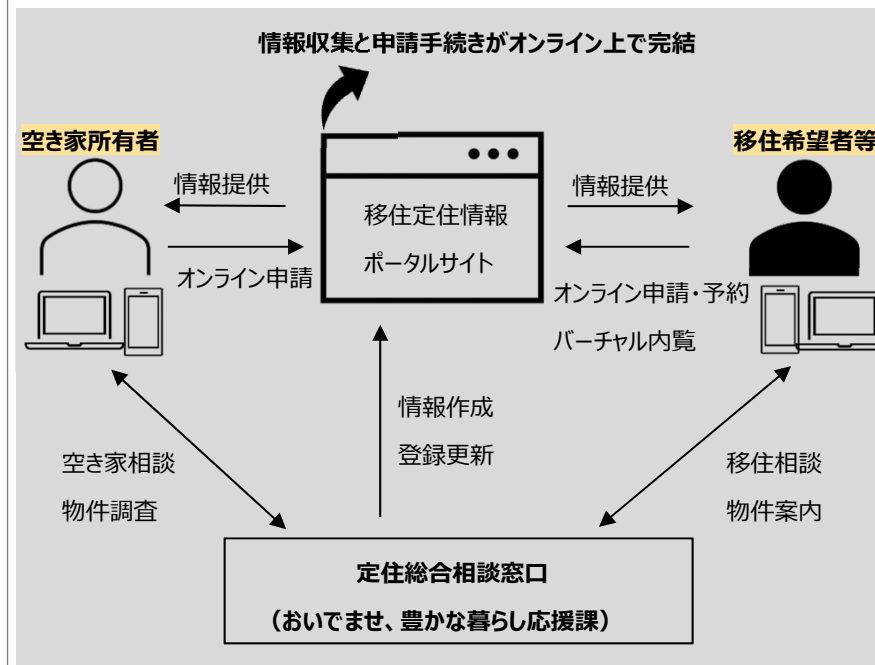 情報収集と申請手続きがオンライン上で完結
空き家所有者
移住希望者等
情報提供
情報提供
移住定住情報
ポータルサイト
オンライン申請
オンライン申請・予約
バーチャル内覧
情報作成
登録更新
空き家相談
物件調査
移住相談
物件案内
定住総合相談窓口
（おいでませ、豊かな暮らし応援課）